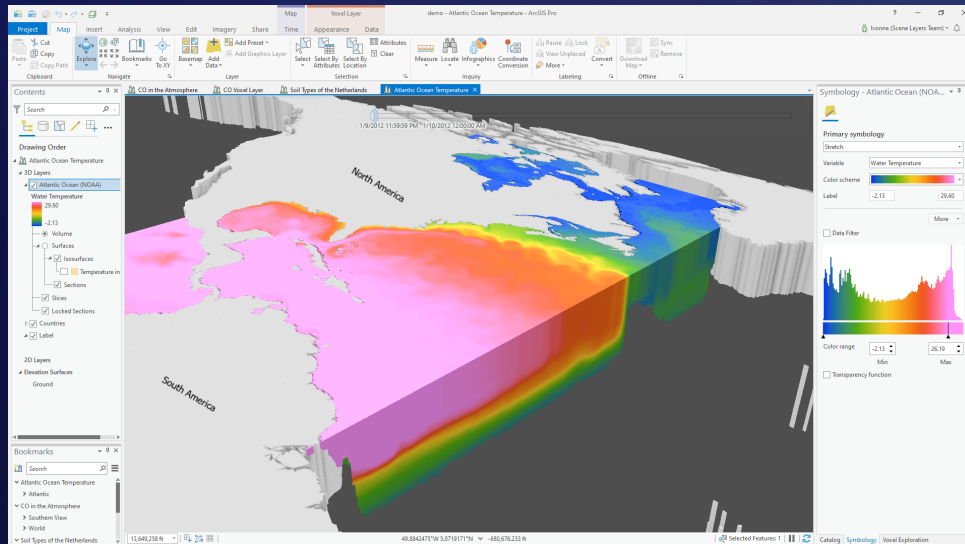 Map
Voxel Layer
demo - Atlantic Ocean Temperature - ArcGIS Pro
Project
Map
Insert
Analysis
View
Edit
Imagery
Share
Time
Appearance
Data
Ivonne (Scene Layers Team)
Paste
Cut
Copy
Copy Path
Clipboard
Explore
Bookmarks
Go To XY
Navigate
Basemap
Add Data
Add Preset
Add Graphics Layer
Layer
Select
Select By Attributes
Select By Location
Attributes
Clear
Selection
Measure
Locate
Infographics
Coordinate Conversion
Inquiry
Pause
Lock
View Unplaced
More
Convert
Labeling
Download Map
Sync
Remove
Offline
Contents
Search
Drawing Order
Atlantic Ocean Temperature
3D Layers
Atlantic Ocean (NOAA)
Water Temperature
29.60
-2.13
Volume
Surfaces
Isosurfaces
Temperature in
Sections
Slices
Locked Sections
Countries
Label
2D Layers
Elevation Surfaces
Ground
Bookmarks
Search
Atlantic Ocean Temperature
Atlantic
CO in the Atmosphere
Southern View
World
Soil Types of the Netherlands
CO in the Atmosphere
CO Voxel Layer
Soil Types of the Netherlands
Atlantic Ocean Temperature
1/9/2012 11:59:59 PM - 1/10/2012 12:00:00 AM
North America
South America
13,649,258 ft
49.8842475°W 5.0719171°N
-680,676.233 ft
Selected Features: 1
Symbology - Atlantic Ocean (NOA...
Primary symbology
Stretch
Variable
Water Temperature
Color scheme
Label
-2.13
29.60
More
Data Filter
Color range
-2.13
26.19
Min
Max
Transparency function
Catalog
Symbology
Voxel Exploration